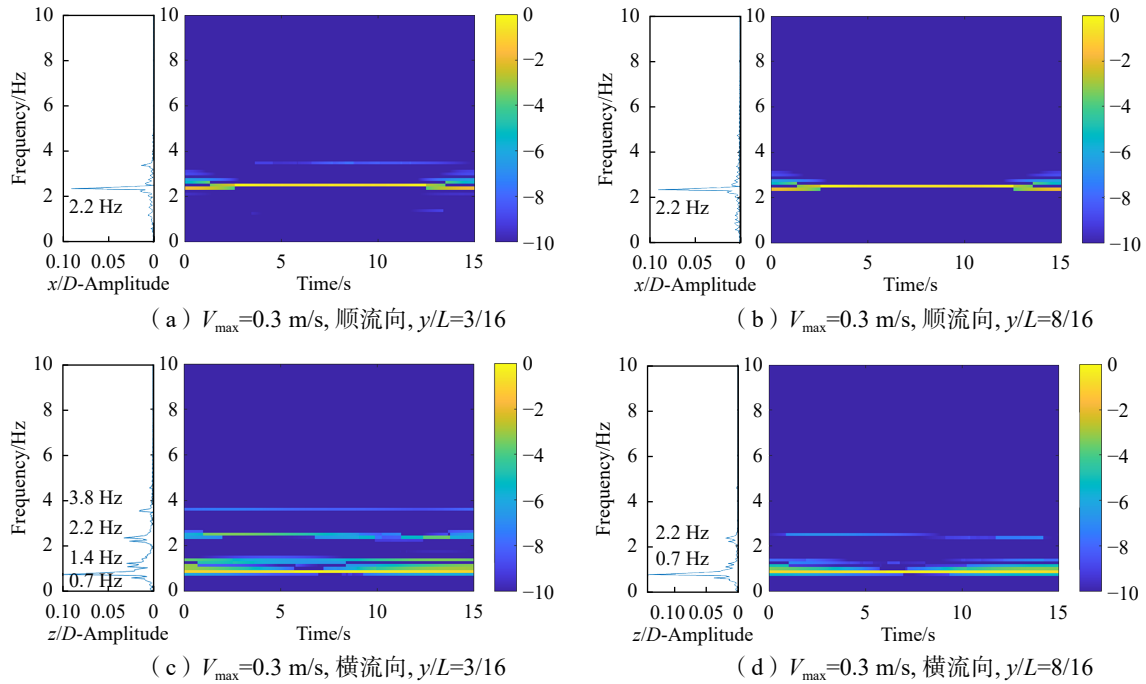 10
8
6
4
2
0
Frequency/Hz
2.2 Hz
0.10 0.05 0
x/D-Amplitude
10
8
6
4
2
0
0 5 10 15
Time/s
0
−2
−4
−6
−8
−10
(a) Vmax=0.3 m/s, 顺流向, y/L=3/16
10
8
6
4
2
0
Frequency/Hz
2.2 Hz
0.10 0.05 0
x/D-Amplitude
10
8
6
4
2
0
0 5 10 15
Time/s
0
−2
−4
−6
−8
−10
(b) Vmax=0.3 m/s, 顺流向, y/L=8/16
10
8
6
4
2
0
Frequency/Hz
3.8 Hz
2.2 Hz
1.4 Hz
0.7 Hz
0.10 0.05 0
z/D-Amplitude
10
8
6
4
2
0
0 5 10 15
Time/s
0
−2
−4
−6
−8
−10
(c) Vmax=0.3 m/s, 横流向, y/L=3/16
10
8
6
4
2
0
Frequency/Hz
2.2 Hz
0.7 Hz
0.10 0.05 0
z/D-Amplitude
10
8
6
4
2
0
0 5 10 15
Time/s
0
−2
−4
−6
−8
−10
(d) Vmax=0.3 m/s, 横流向, y/L=8/16